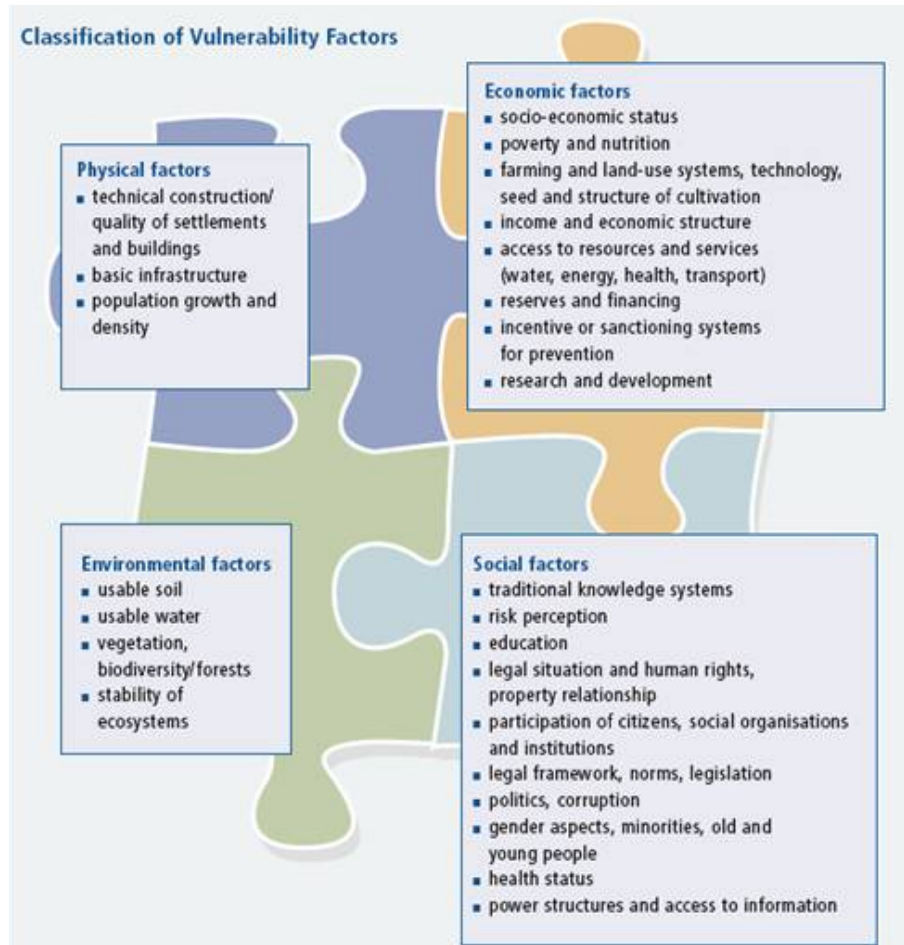 Classification of Vulnerability Factors
Physical factors
▪ technical construction/
quality of settlements
and buildings
▪ basic infrastructure
▪ population growth and
density
Economic factors
▪ socio-economic status
▪ poverty and nutrition
▪ farming and land-use systems, technology,
seed and structure of cultivation
▪ income and economic structure
▪ access to resources and services
(water, energy, health, transport)
▪ reserves and financing
▪ incentive or sanctioning systems
for prevention
▪ research and development
Environmental factors
▪ usable soil
▪ usable water
▪ vegetation,
biodiversity/forests
▪ stability of
ecosystems
Social factors
▪ traditional knowledge systems
▪ risk perception
▪ education
▪ legal situation and human rights,
property relationship
▪ participation of citizens, social organisations
and institutions
▪ legal framework, norms, legislation
▪ politics, corruption
▪ gender aspects, minorities, old and
young people
▪ health status
▪ power structures and access to information